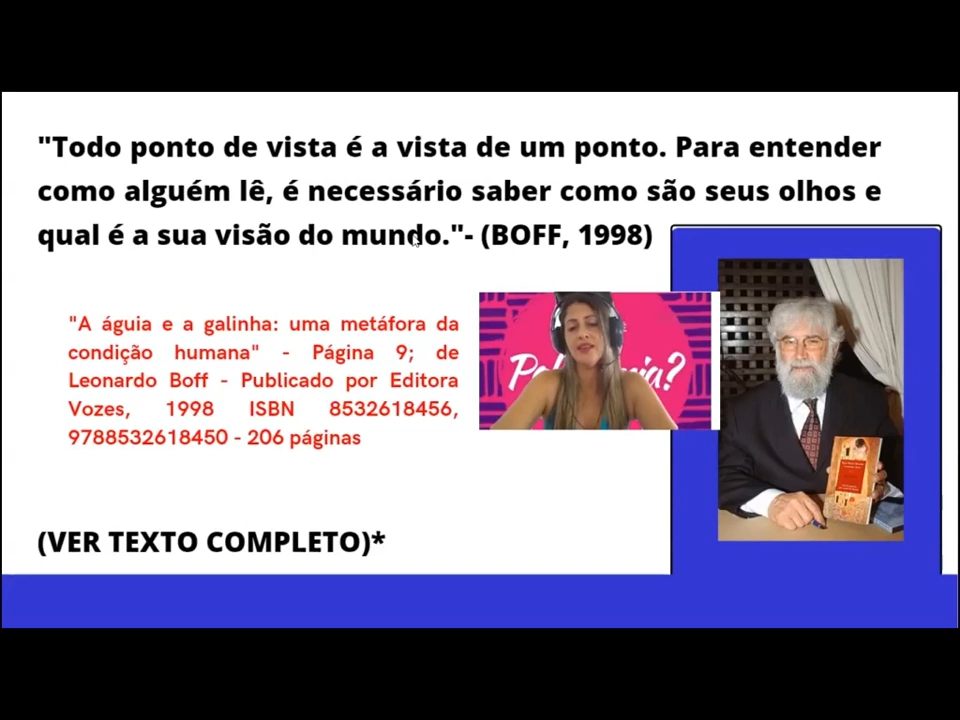 "Todo ponto de vista é a vista de um ponto. Para entender
como alguém lê, é necessário saber como são seus olhos e
qual é a sua visão do mundo."- (BOFF, 1998)
"A águia e a galinha: uma metáfora da
condição humana" - Página 9; de
Leonardo Boff - Publicado por Editora
Vozes, 1998 ISBN 8532618456,
9788532618450 - 206 páginas
(VER TEXTO COMPLETO)*